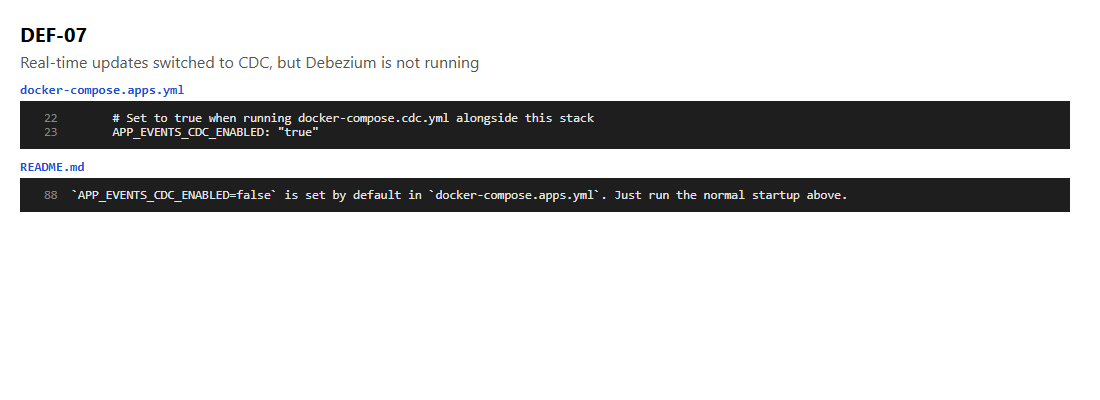 DEF-07
Real-time updates switched to CDC, but Debezium is not running
docker-compose.apps.yml
22 # Set to true when running docker-compose.cdc.yml alongside this stack
23 APP_EVENTS_CDC_ENABLED: "true"
README.md
88 `APP_EVENTS_CDC_ENABLED=false` is set by default in `docker-compose.apps.yml`. Just run the normal startup above.